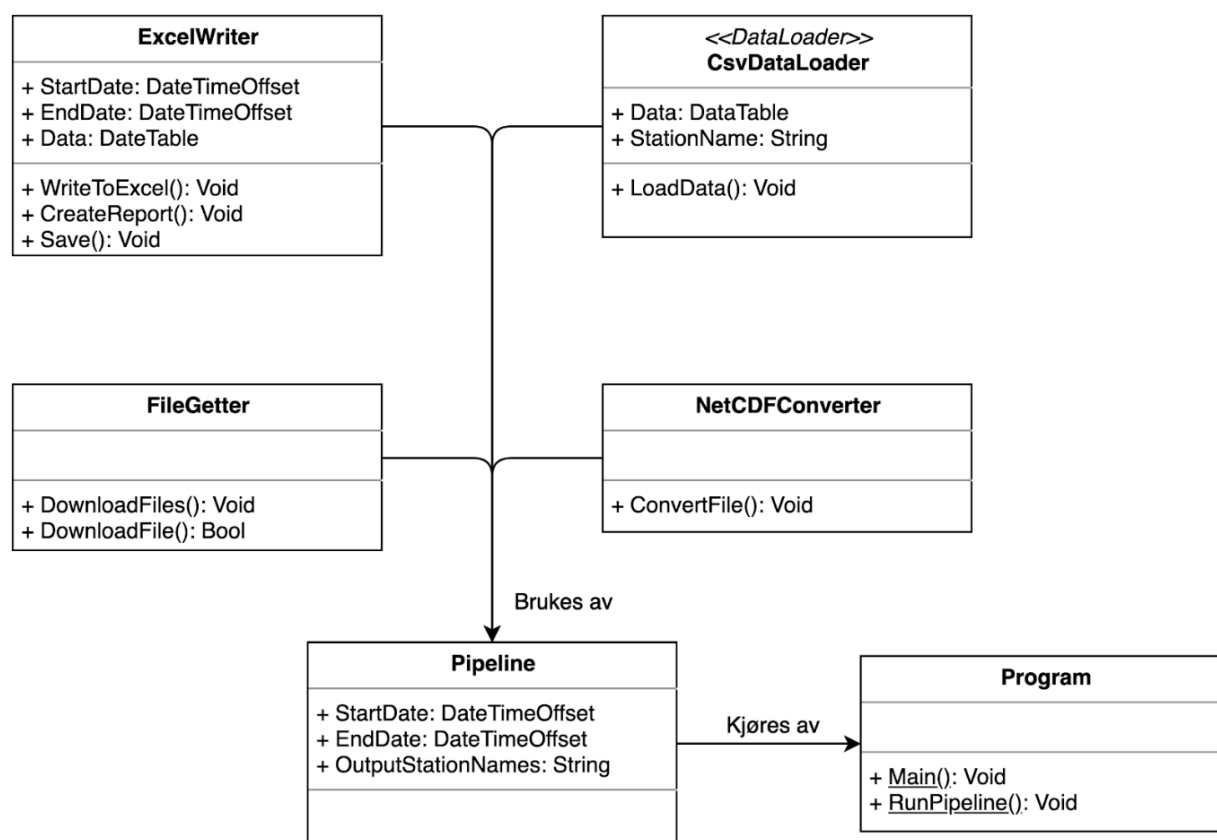 ExcelWriter
+ StartDate: DateTimeOffset
+ EndDate: DateTimeOffset
+ Data: DateTable
+ WriteToExcel(): Void
+ CreateReport(): Void
+ Save(): Void
<<DataLoader>>
CsvDataLoader
+ Data: DataTable
+ StationName: String
+ LoadData(): Void
FileGetter
+ DownloadFiles(): Void
+ DownloadFile(): Bool
NetCDFConverter
+ ConvertFile(): Void
Brukes av
Pipeline
+ StartDate: DateTimeOffset
+ EndDate: DateTimeOffset
+ OutputStationNames: String
Kjøres av
Program
+ Main(): Void
+ RunPipeline(): Void